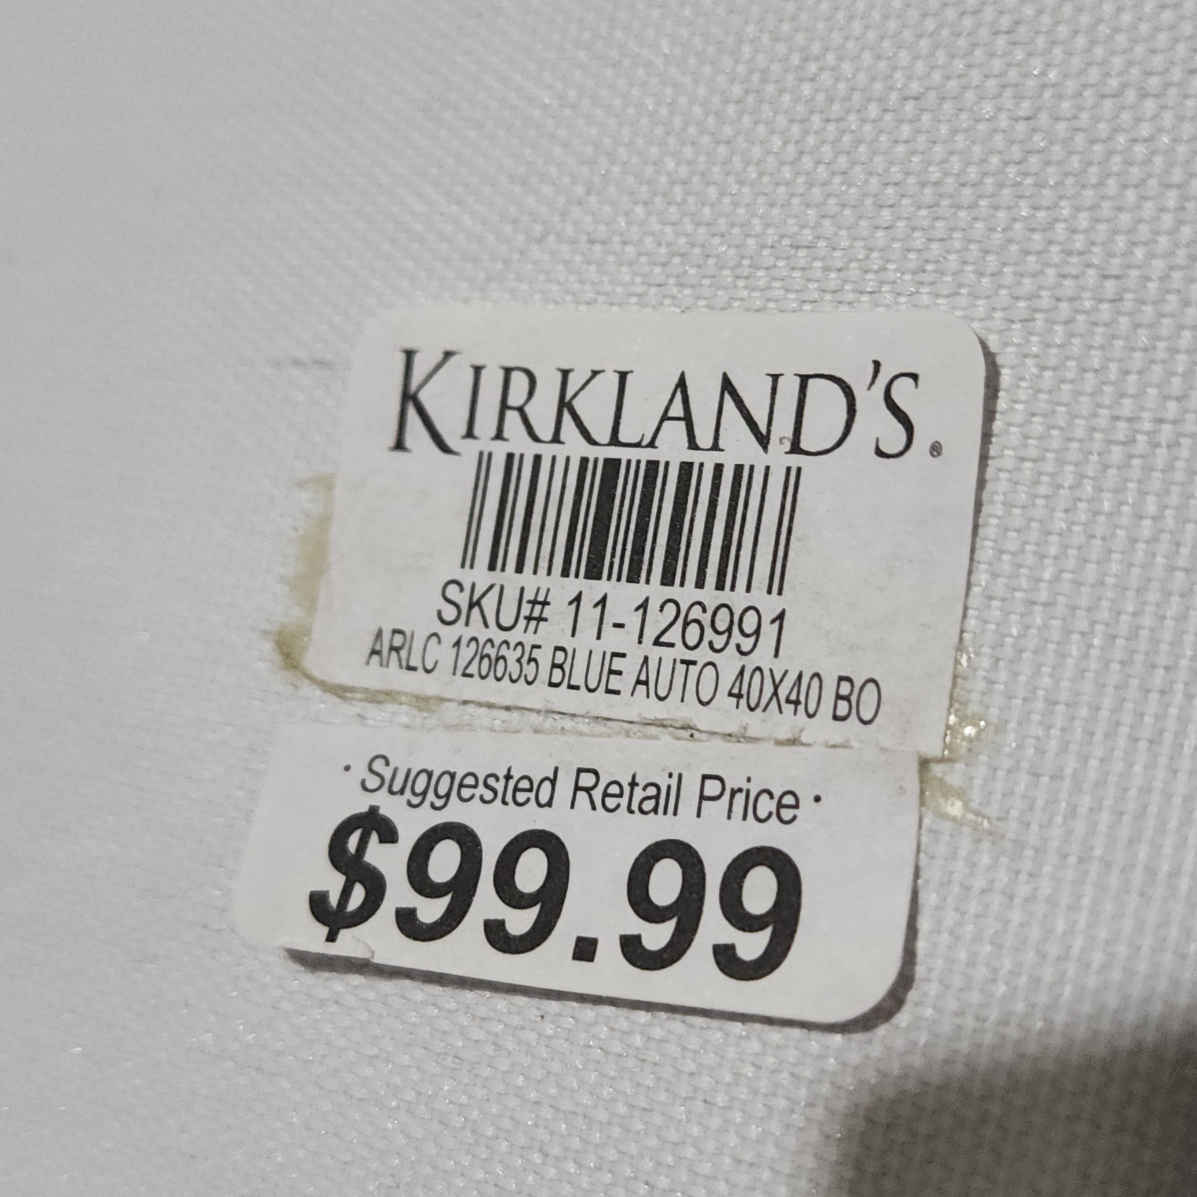 KIRKLAND'S®
SKU# 11-126991
ARLC 126635 BLUE AUTO 40X40 BO
· Suggested Retail Price ·
$99.99